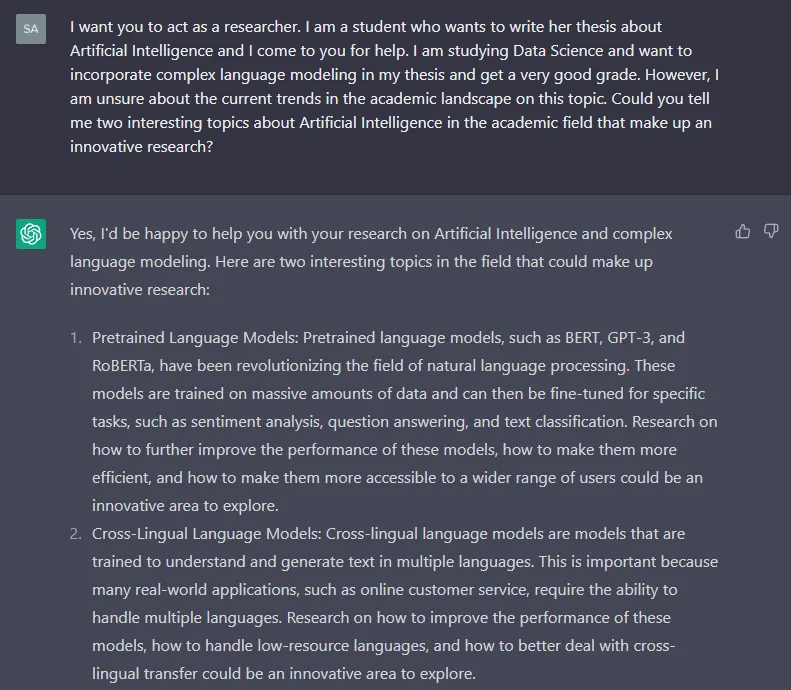 SA
I want you to act as a researcher. I am a student who wants to write her thesis about
Artificial Intelligence and I come to you for help. I am studying Data Science and want to
incorporate complex language modeling in my thesis and get a very good grade. However, I
am unsure about the current trends in the academic landscape on this topic. Could you tell
me two interesting topics about Artificial Intelligence in the academic field that make up an
innovative research?
Yes, I'd be happy to help you with your research on Artificial Intelligence and complex
language modeling. Here are two interesting topics in the field that could make up
innovative research:
1. Pretrained Language Models: Pretrained language models, such as BERT, GPT-3, and
RoBERTa, have been revolutionizing the field of natural language processing. These
models are trained on massive amounts of data and can then be fine-tuned for specific
tasks, such as sentiment analysis, question answering, and text classification. Research on
how to further improve the performance of these models, how to make them more
efficient, and how to make them more accessible to a wider range of users could be an
innovative area to explore.
2. Cross-Lingual Language Models: Cross-lingual language models are models that are
trained to understand and generate text in multiple languages. This is important because
many real-world applications, such as online customer service, require the ability to
handle multiple languages. Research on how to improve the performance of these
models, how to handle low-resource languages, and how to better deal with cross-
lingual transfer could be an innovative area to explore.